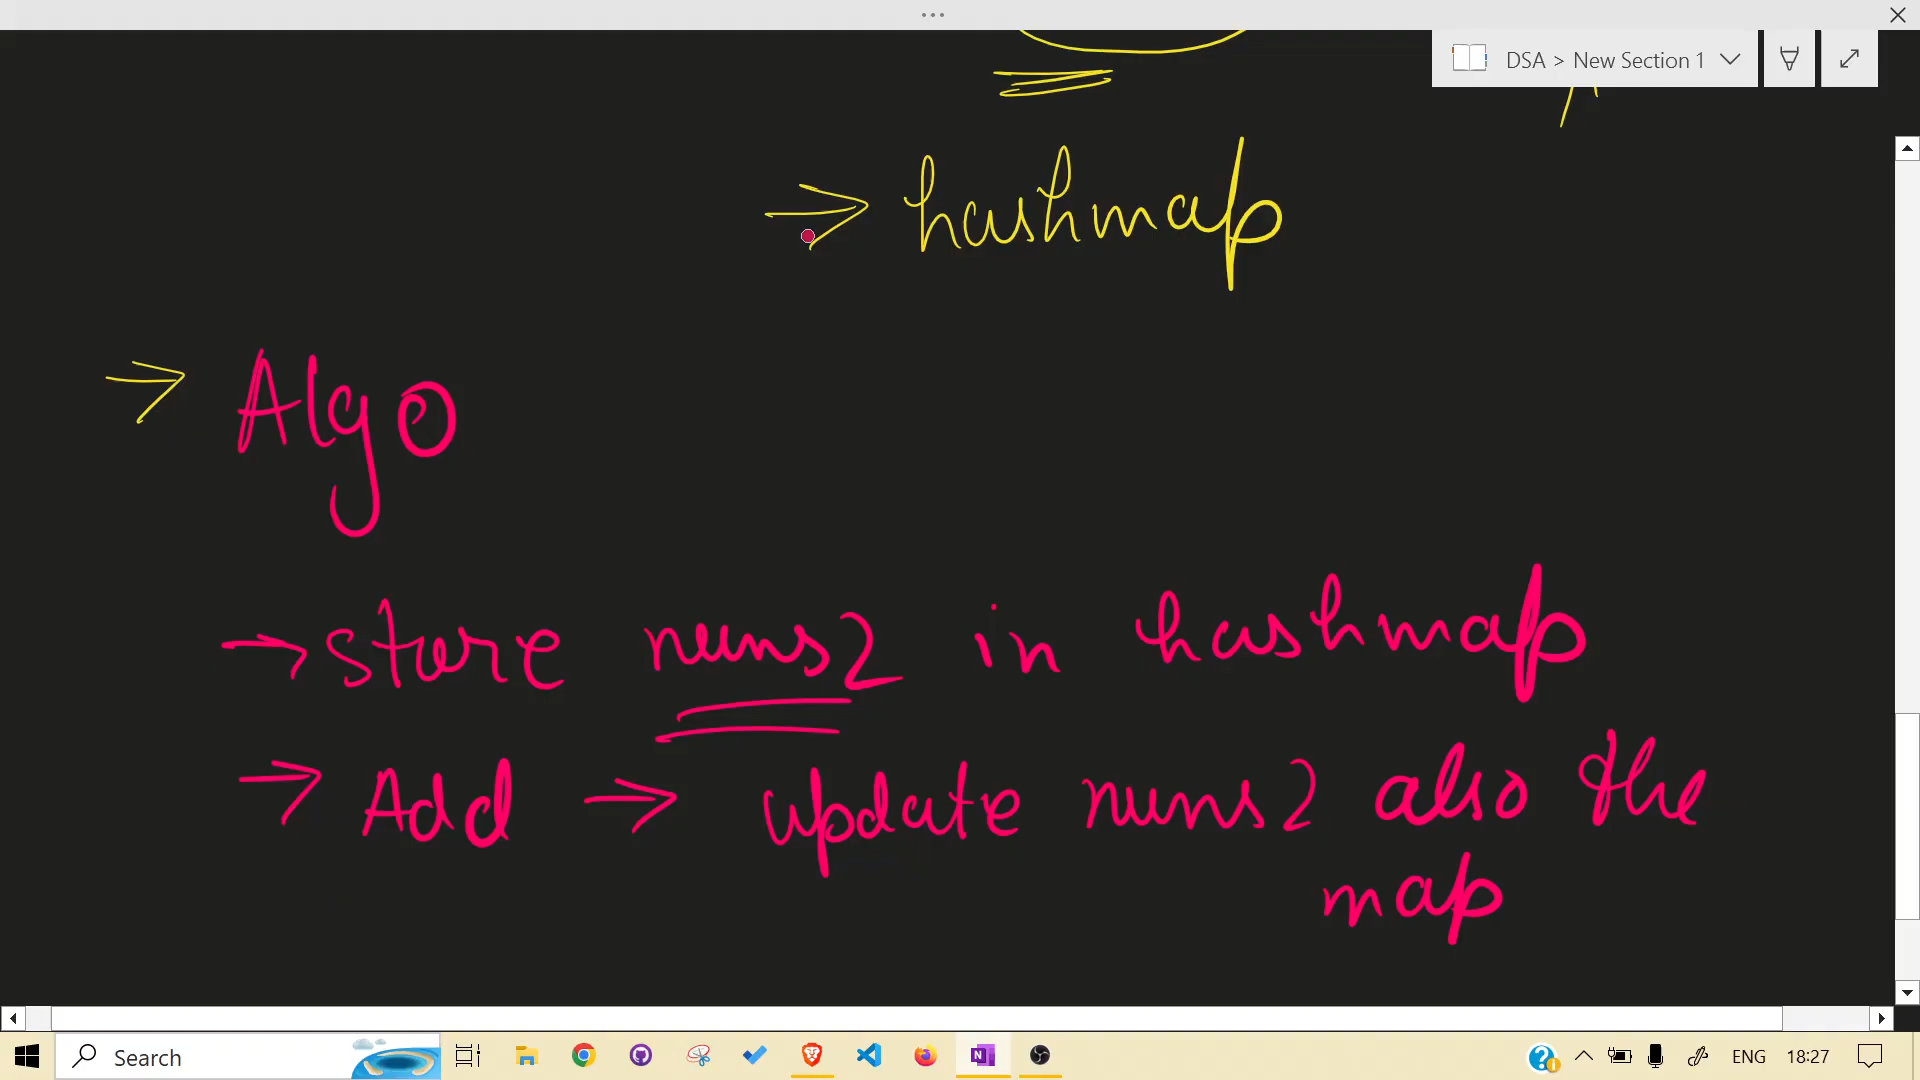 DSA > New Section 1
→ hashmap
→ Algo
→ store nums2 in hashmap
→ Add → update nums2 also the
map
Search
ENG 18:27